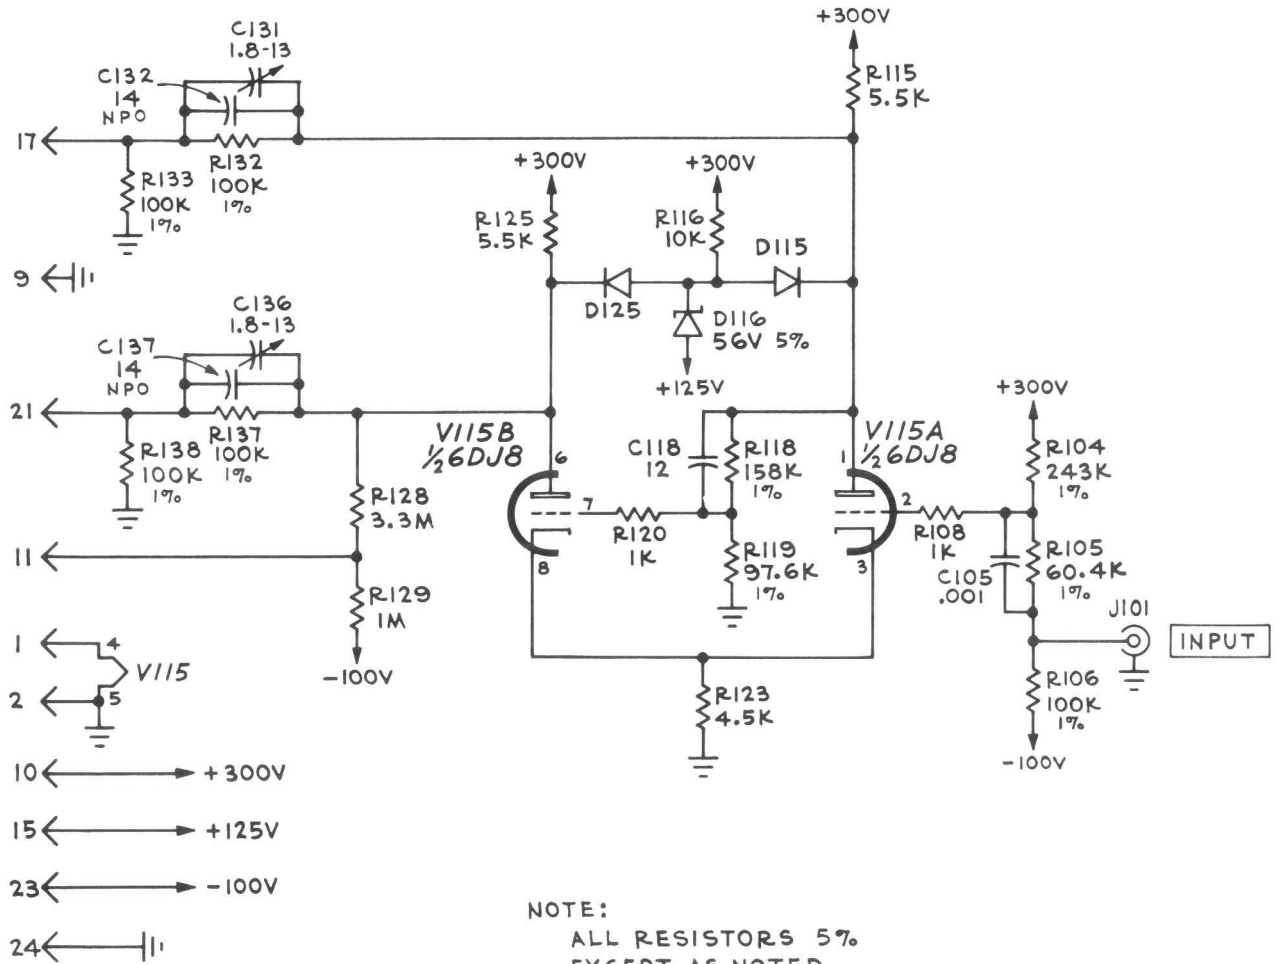 +300V
C131
1.8-13
C132
14
NPO
R115
5.5K
17
R132
100K
1%
R133
100K
1%
+300V
+300V
R125
5.5K
R116
10K
D115
9
D125
D116
56V 5%
+125V
C136
1.8-13
C137
14
NPO
+300V
21
R137
100K
1%
R138
100K
1%
V115B
½ 6DJ8
6
C118
12
R118
158K
1%
V115A
½ 6DJ8
1
R104
243K
1%
R128
3.3M
7
2
R120
1K
R108
1K
11
8
R119
97.6K
1%
3
C105
.001
R105
60.4K
1%
R129
1M
J101
INPUT
1
4
V115
2
5
-100V
R123
4.5K
R106
100K
1%
-100V
10 +300V
15 +125V
23 -100V
24
NOTE:
ALL RESISTORS 5%
EXCEPT AS NOTED